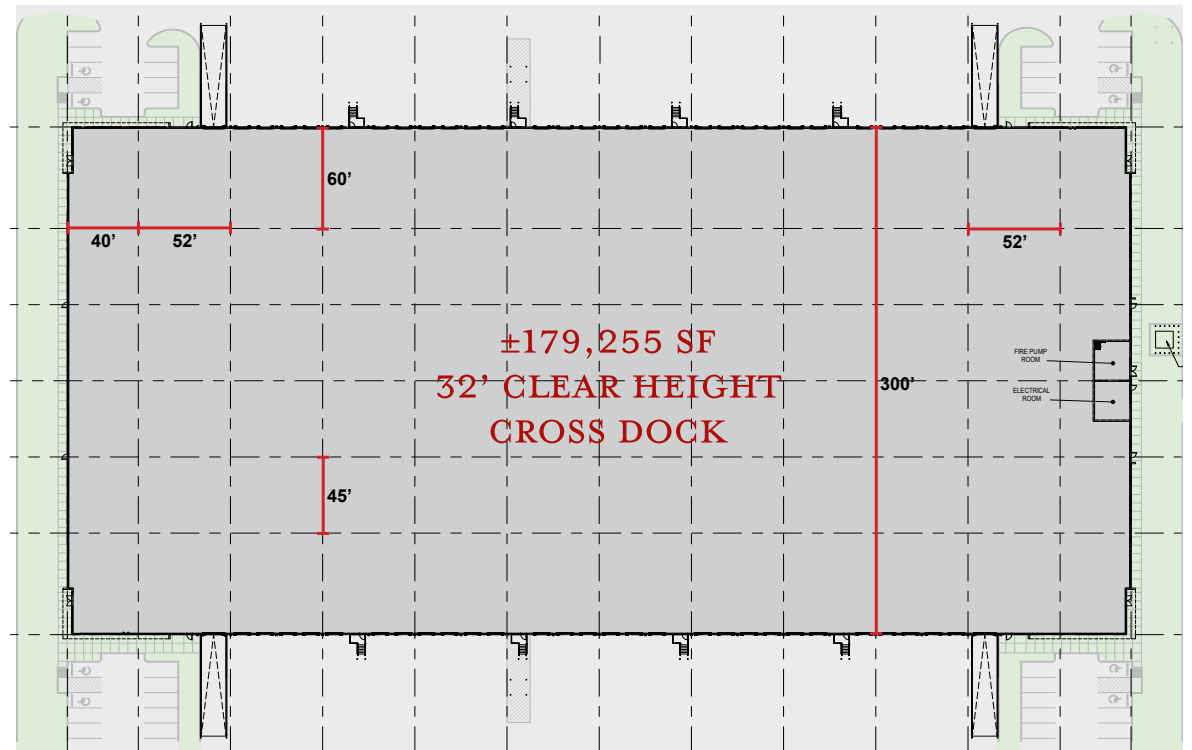 60’
40’
52’
52’
±179,255 SF
32’ CLEAR HEIGHT
CROSS DOCK
300’
FIRE PUMP
ROOM
ELECTRICAL
ROOM
45’